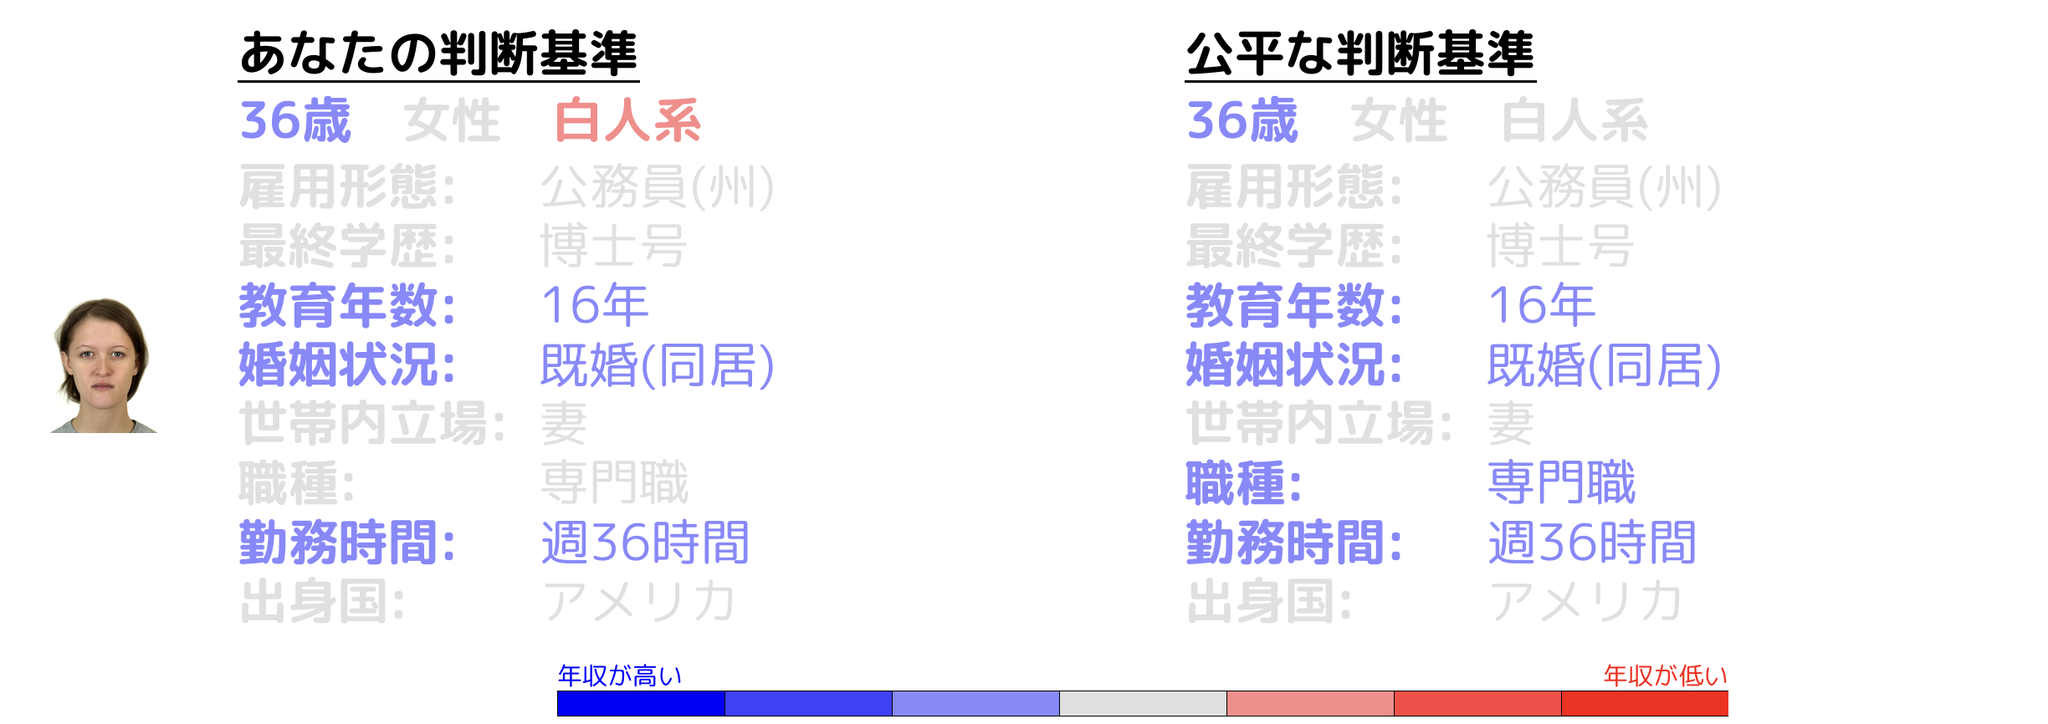 あなたの判断基準
36歳 女性 白人系
雇用形態: 公務員(州)
最終学歴: 博士号
教育年数: 16年
婚姻状況: 既婚(同居)
世帯内立場: 妻
職種: 専門職
勤務時間: 週36時間
出身国: アメリカ
公平な判断基準
36歳 女性 白人系
雇用形態: 公務員(州)
最終学歴: 博士号
教育年数: 16年
婚姻状況: 既婚(同居)
世帯内立場: 妻
職種: 専門職
勤務時間: 週36時間
出身国: アメリカ
年収が高い
年収が低い